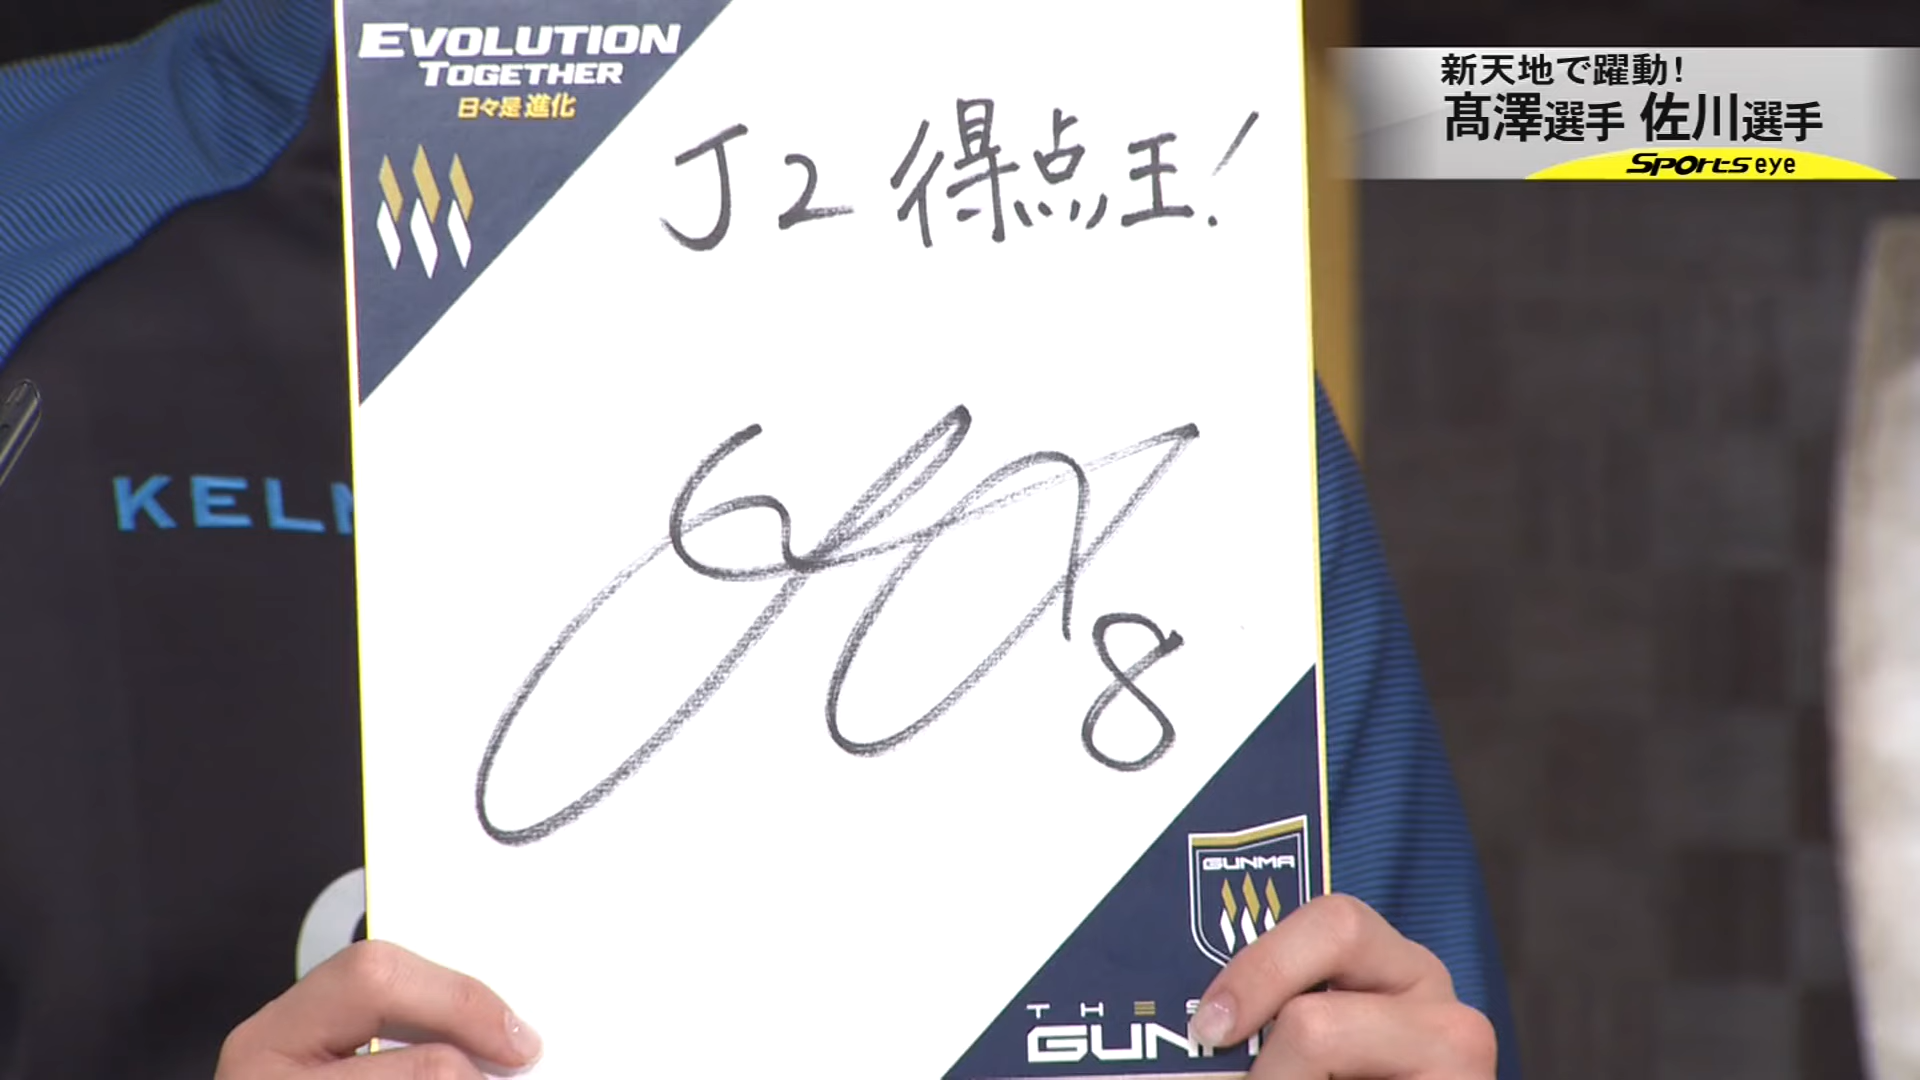 EVOLUTION
TOGETHER
日々是進化
J2 得点王!
8
新天地で躍動!
髙澤選手 佐川選手
Sports eye
KEL
GUNMA
THE
GUN